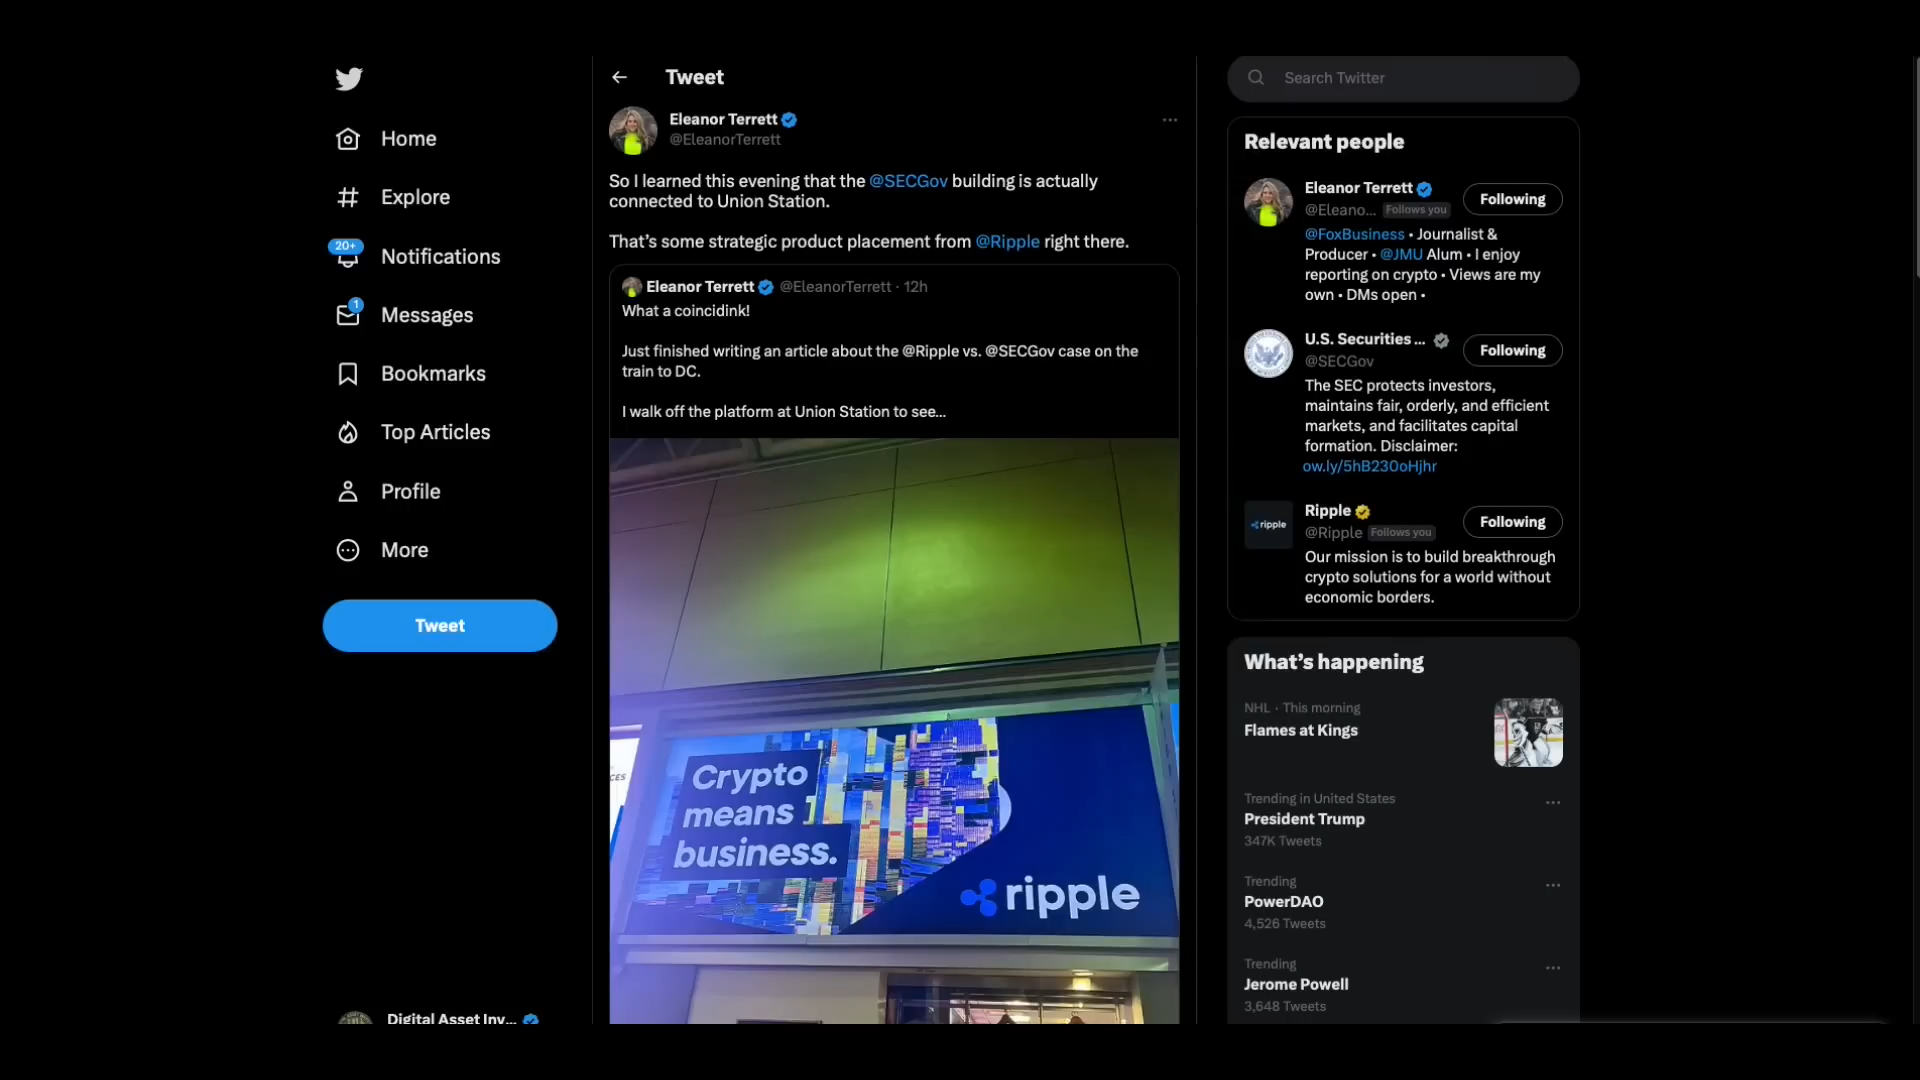 Home
Explore
20+
Notifications
1
Messages
Bookmarks
Top Articles
Profile
More
Tweet
Digital Asset Inv...
Tweet
Eleanor Terrett
@EleanorTerrett
So I learned this evening that the @SECGov building is actually
connected to Union Station.
That’s some strategic product placement from @Ripple right there.
Eleanor Terrett @EleanorTerrett · 12h
What a coincidink!
Just finished writing an article about the @Ripple vs. @SECGov case on the
train to DC.
I walk off the platform at Union Station to see...
CES
Crypto
means
business.
ripple
Search Twitter
Relevant people
Eleanor Terrett
Following
@Eleano... Follows you
@FoxBusiness • Journalist &
Producer • @JMU Alum • I enjoy
reporting on crypto • Views are my
own • DMs open •
U.S. Securities ...
Following
@SECGov
The SEC protects investors,
maintains fair, orderly, and efficient
markets, and facilitates capital
formation. Disclaimer:
ow.ly/5hB230oHjhr
ripple
Ripple
Following
@Ripple Follows you
Our mission is to build breakthrough
crypto solutions for a world without
economic borders.
What’s happening
NHL · This morning
Flames at Kings
Trending in United States
President Trump
347K Tweets
Trending
PowerDAO
4,526 Tweets
Trending
Jerome Powell
3,648 Tweets